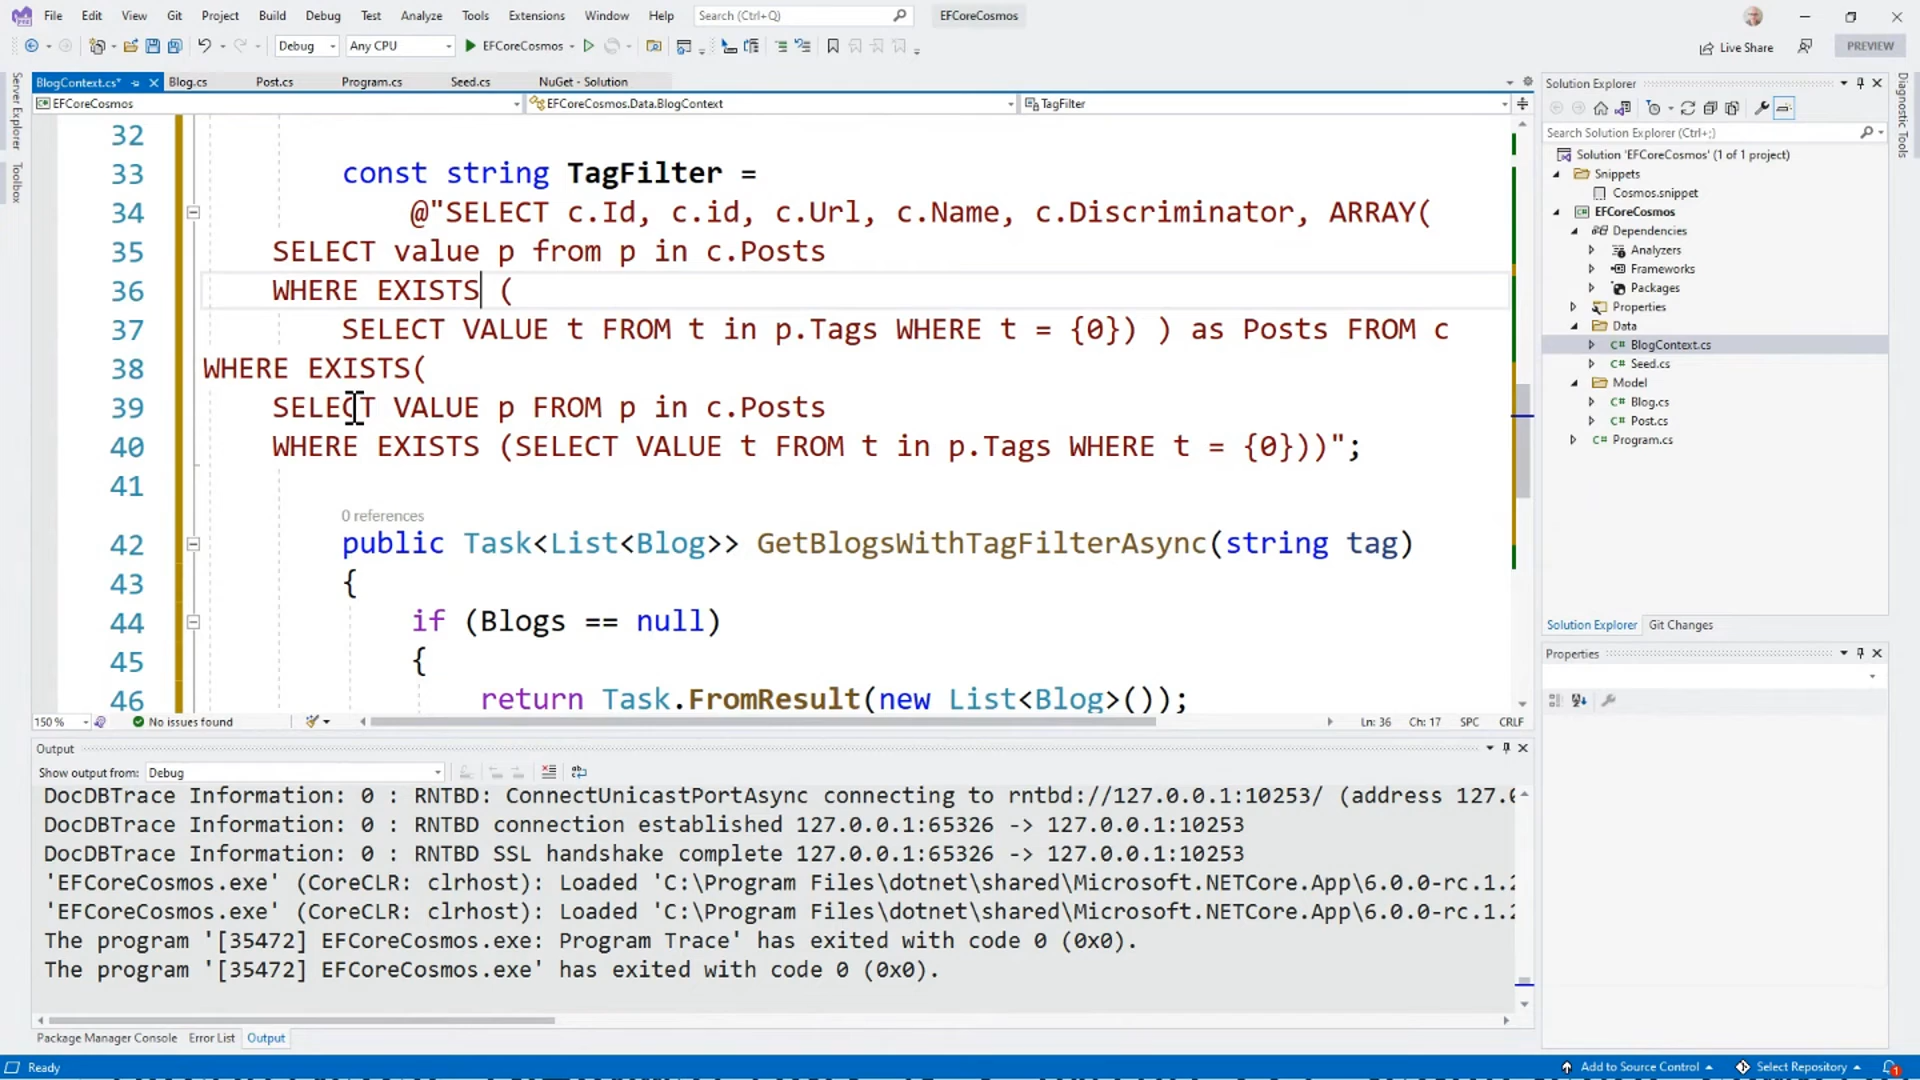 File Edit View Git Project Build Debug Test Analyze Tools Extensions Window Help Search (Ctrl+Q) EFCoreCosmos
Debug Any CPU EFCoreCosmos Live Share PREVIEW
Server Explorer
Toolbox
BlogContext.cs* Blog.cs Post.cs Program.cs Seed.cs NuGet - Solution
EFCoreCosmos EFCoreCosmos.Data.BlogContext TagFilter
32
33 const string TagFilter =
34 @"SELECT c.Id, c.id, c.Url, c.Name, c.Discriminator, ARRAY(
35 SELECT value p from p in c.Posts
36 WHERE EXISTS (
37 SELECT VALUE t FROM t in p.Tags WHERE t = {0}) ) as Posts FROM c
38 WHERE EXISTS(
39 SELECT VALUE p FROM p in c.Posts
40 WHERE EXISTS (SELECT VALUE t FROM t in p.Tags WHERE t = {0}))";
41
0 references
42 public Task<List<Blog>> GetBlogsWithTagFilterAsync(string tag)
43 {
44 if (Blogs == null)
45 {
46 return Task.FromResult(new List<Blog>());
150 % No issues found Ln: 36 Ch: 17 SPC CRLF
Output
Show output from: Debug
DocDBTrace Information: 0 : RNTBD: ConnectUnicastPortAsync connecting to rntbd://127.0.0.1:10253/ (address 127.0
DocDBTrace Information: 0 : RNTBD connection established 127.0.0.1:65326 -> 127.0.0.1:10253
DocDBTrace Information: 0 : RNTBD SSL handshake complete 127.0.0.1:65326 -> 127.0.0.1:10253
'EFCoreCosmos.exe' (CoreCLR: clrhost): Loaded 'C:\Program Files\dotnet\shared\Microsoft.NETCore.App\6.0.0-rc.1.2
'EFCoreCosmos.exe' (CoreCLR: clrhost): Loaded 'C:\Program Files\dotnet\shared\Microsoft.NETCore.App\6.0.0-rc.1.2
The program '[35472] EFCoreCosmos.exe: Program Trace' has exited with code 0 (0x0).
The program '[35472] EFCoreCosmos.exe' has exited with code 0 (0x0).
Package Manager Console Error List Output
Solution Explorer
Search Solution Explorer (Ctrl+;)
Solution 'EFCoreCosmos' (1 of 1 project)
Snippets
Cosmos.snippet
EFCoreCosmos
Dependencies
Analyzers
Frameworks
Packages
Properties
Data
C# BlogContext.cs
C# Seed.cs
Model
C# Blog.cs
C# Post.cs
C# Program.cs
Solution Explorer Git Changes
Properties
Diagnostic Tools
Ready Add to Source Control Select Repository 1